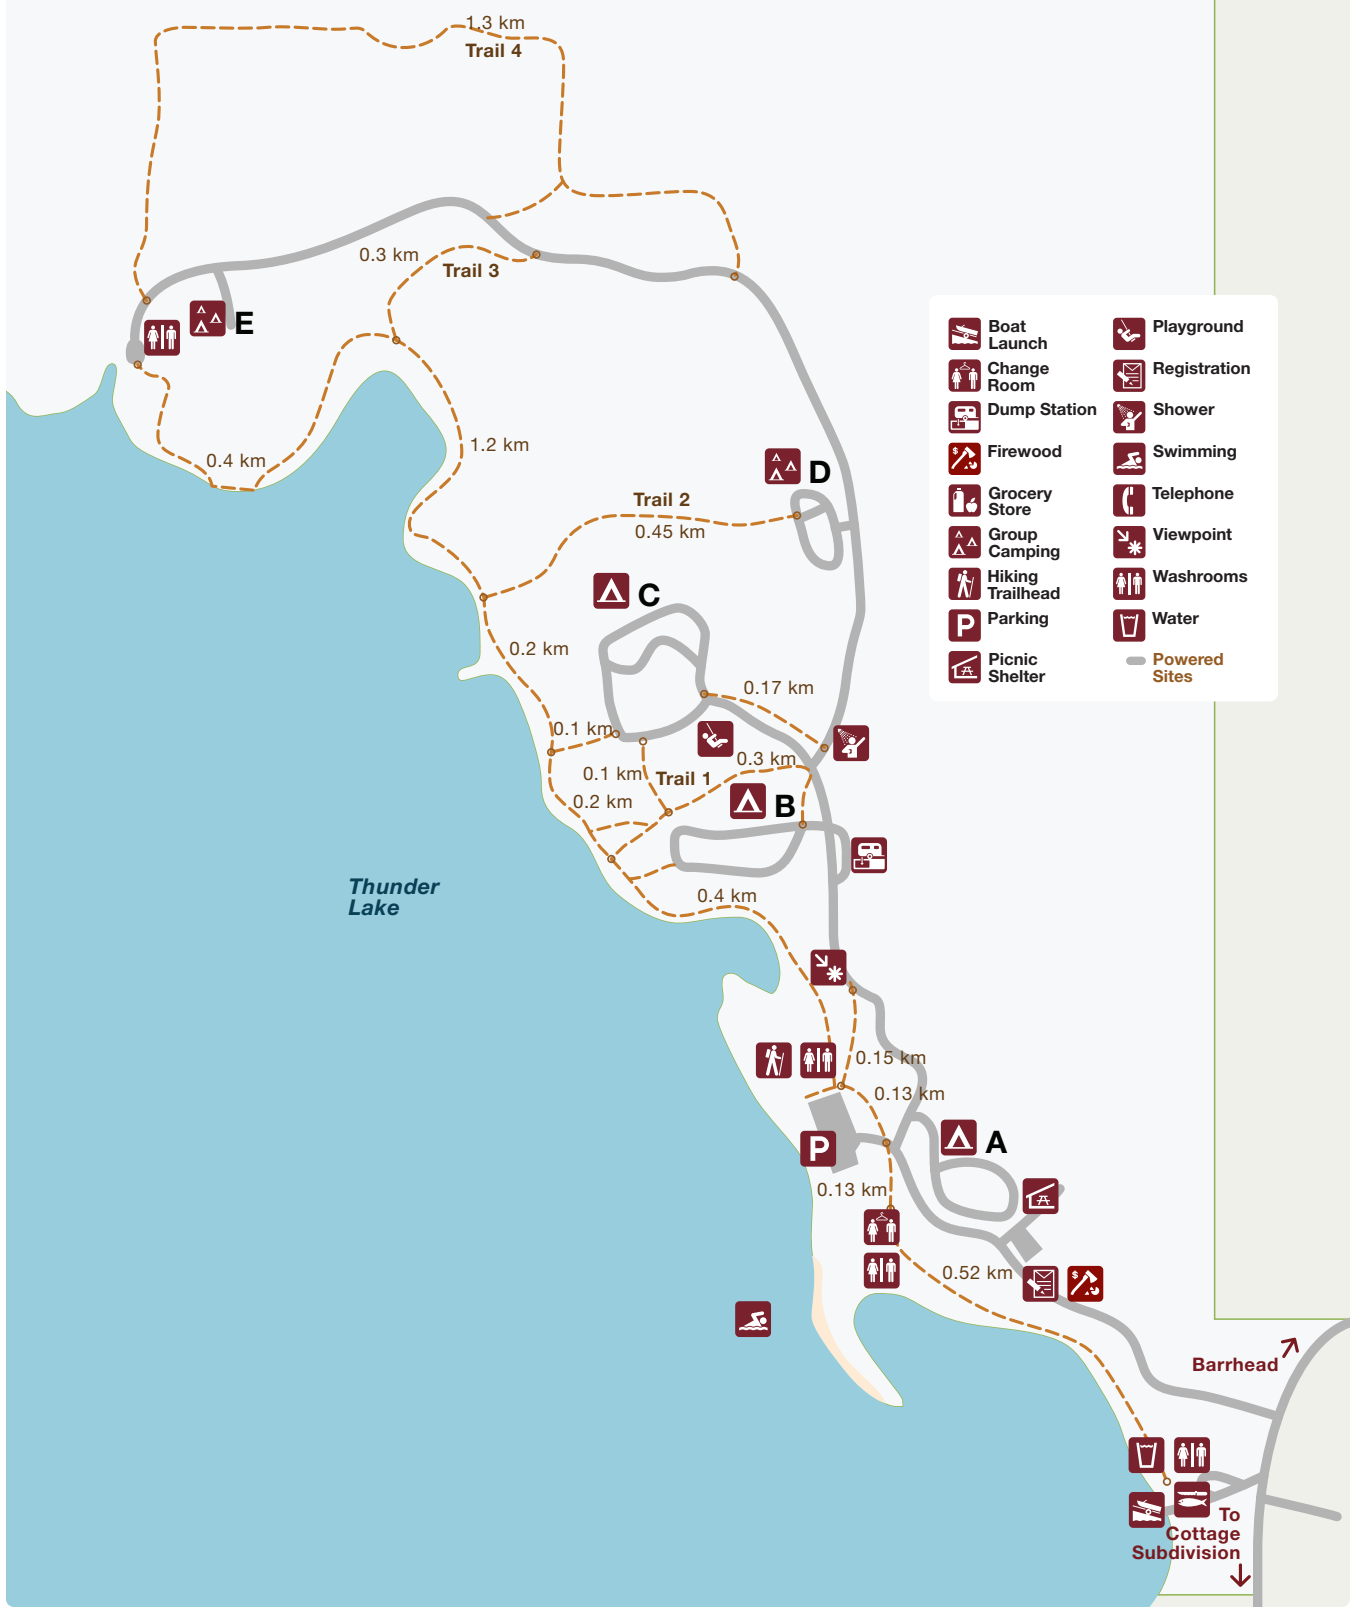 1.3 km
Trail 4
0.3 km
Trail 3
E
0.4 km
1.2 km
D
Trail 2
0.45 km
C
0.2 km
0.17 km
0.1 km
0.3 km
0.1 km
Trail 1
0.2 km
B
Thunder
Lake
0.4 km
0.15 km
0.13 km
A
P
0.13 km
0.52 km
$
Barrhead
To
Cottage
Subdivision
Boat
Launch
Change
Room
Dump Station
$
Firewood
Grocery
Store
Group
Camping
Hiking
Trailhead
P
Parking
Picnic
Shelter
Playground
Registration
Shower
Swimming
Telephone
Viewpoint
Washrooms
Water
Powered
Sites